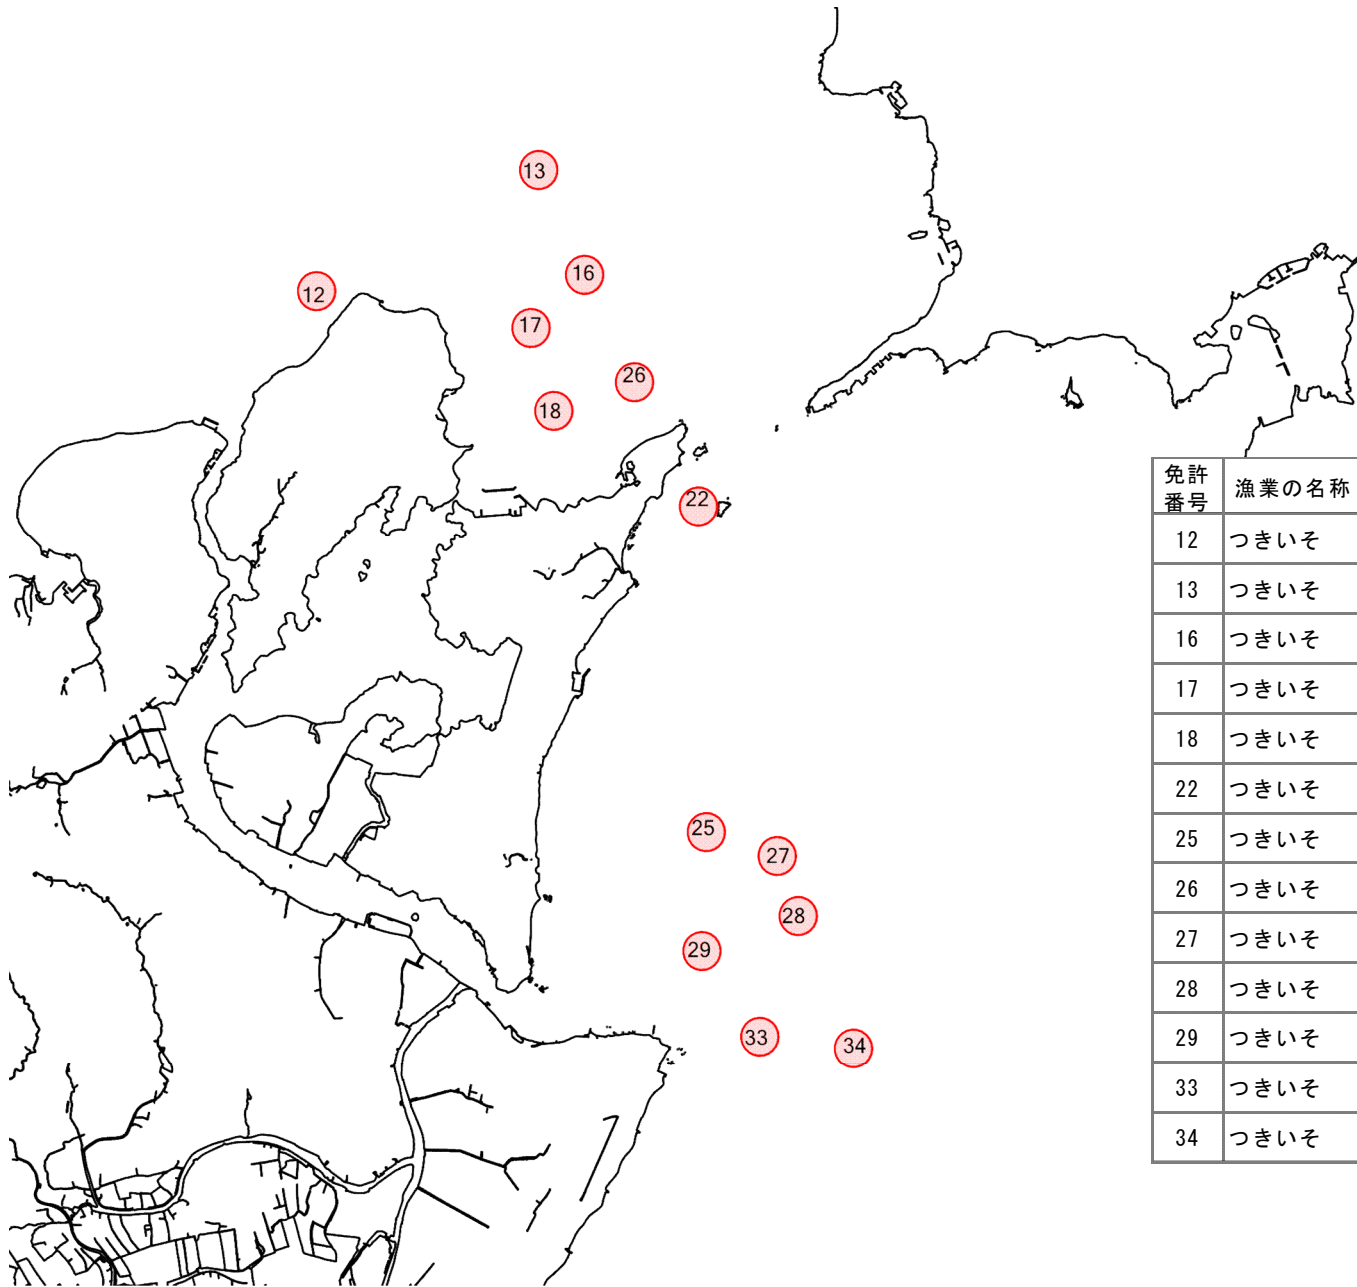 13
16
12
17
26
18
22
25
27
28
29
33
34
免許番号 漁業の名称
12 つきいそ
13 つきいそ
16 つきいそ
17 つきいそ
18 つきいそ
22 つきいそ
25 つきいそ
26 つきいそ
27 つきいそ
28 つきいそ
29 つきいそ
33 つきいそ
34 つきいそ